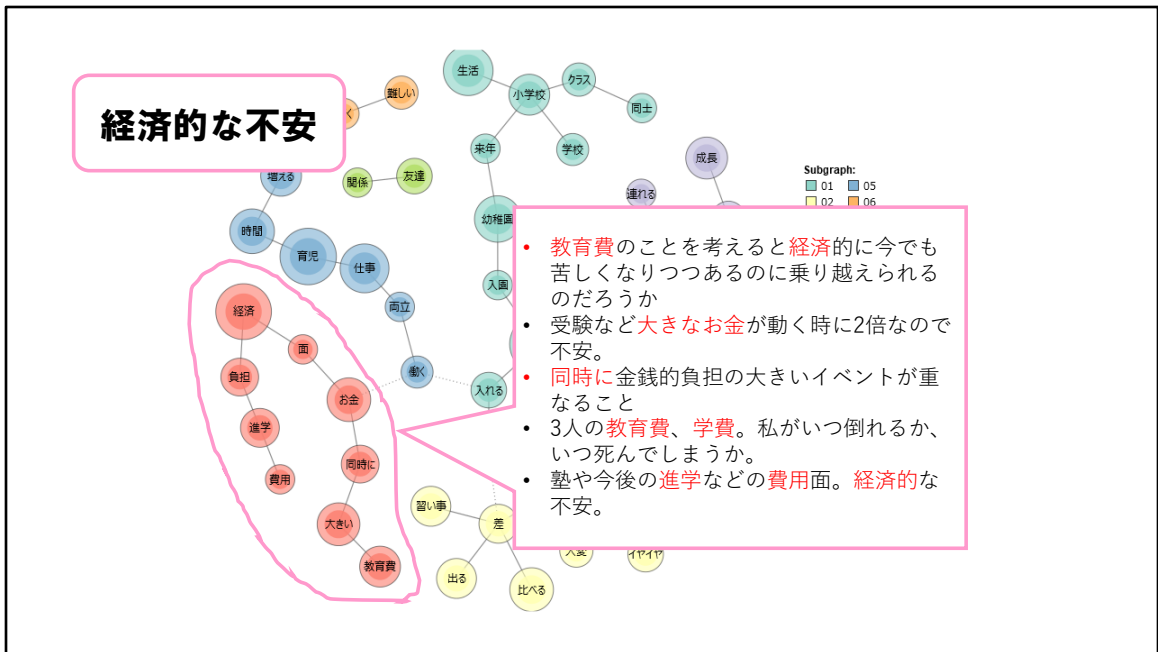 経済的な不安
生活
小学校
クラス
同士
来年
学校
幼稚園
入園
入れる
難しい
く
関係
友達
増える
時間
育児
仕事
両立
働く
成長
連れる
Subgraph:
01
05
02
06
経済
面
負担
お金
進学
費用
同時に
大きい
教育費
習い事
差
出る
比べる
大変
イヤイヤ
• 教育費のことを考えると経済的に今でも
苦しくなりつつあるのに乗り越えられる
のだろうか
• 受験など大きなお金が動く時に2倍なので
不安。
• 同時に金銭的負担の大きいイベントが重
なること
• 3人の教育費、学費。私がいつ倒れるか、
いつ死んでしまうか。
• 塾や今後の進学などの費用面。経済的な
不安。